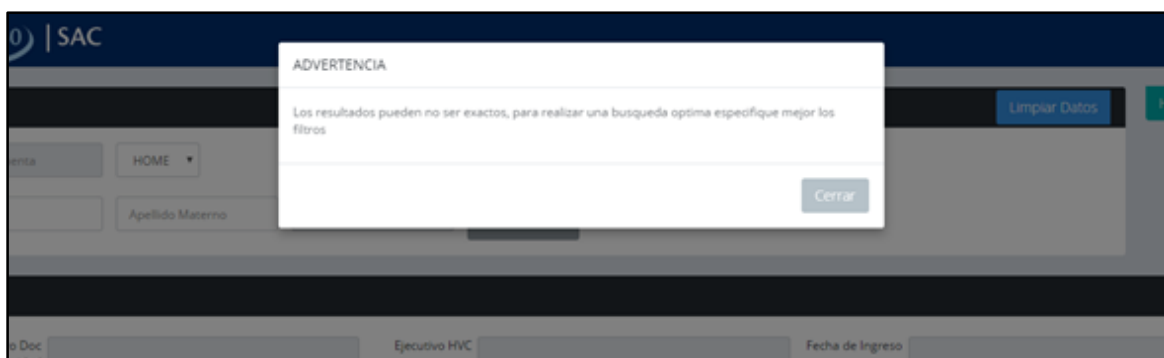 0) | SAC
ADVERTENCIA
Los resultados pueden no ser exactos, para realizar una busqueda optima especifique mejor los
filtros
Limpiar Datos
HOME
Cerrar
Apellido Materno
Doc
Ejecutivo HVC
Fecha de Ingreso